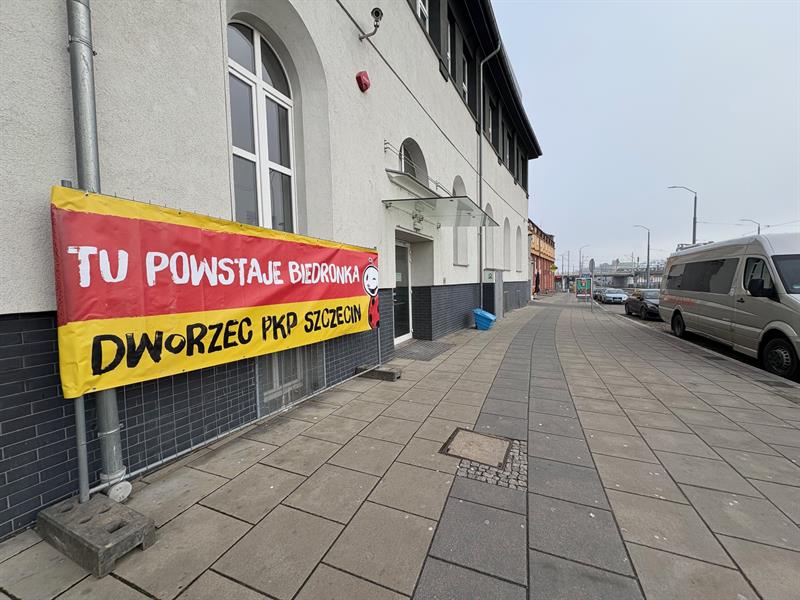 TU POWSTAJE BIEDRONKA
DWORZEC PKP SZCZECIN